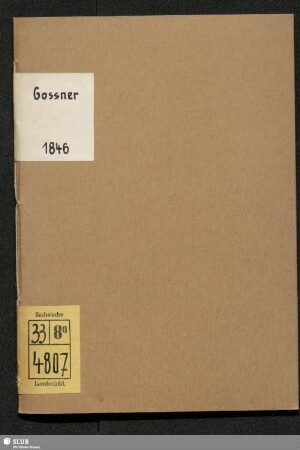 Gossner
1846
Sächsische
33 8°
4807
Landesbibl.
SLUB
Wir führen Wissen.